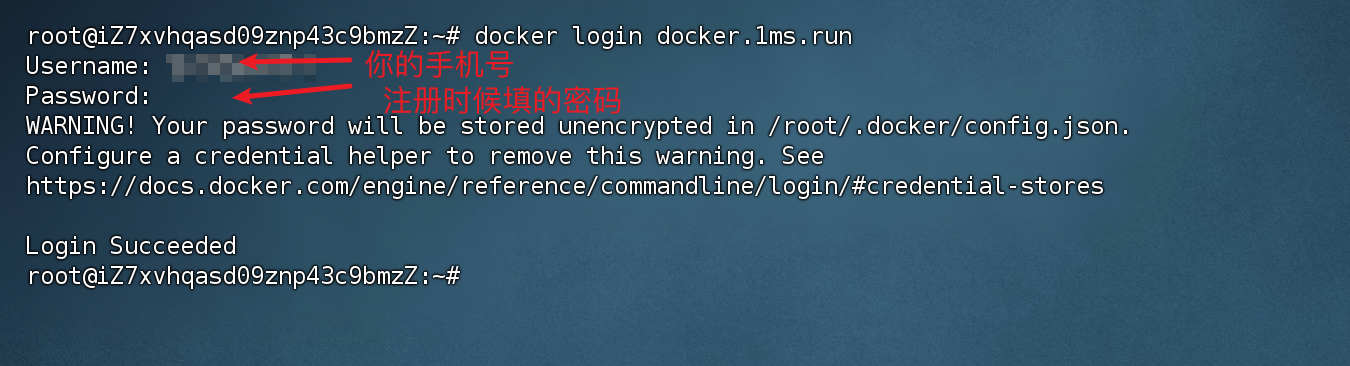 root@iZ7xvhqasd09znp43c9bmzZ:~# docker login docker.1ms.run
Username: 你的手机号
Password: 注册时候填的密码
WARNING! Your password will be stored unencrypted in /root/.docker/config.json.
Configure a credential helper to remove this warning. See
https://docs.docker.com/engine/reference/commandline/login/#credential-stores
Login Succeeded
root@iZ7xvhqasd09znp43c9bmzZ:~#